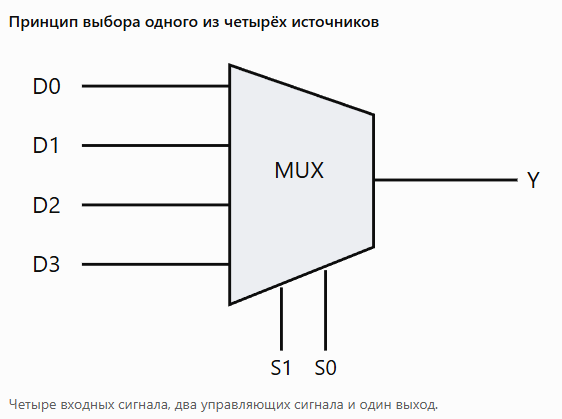 Принцип выбора одного из четырёх источников
D0
D1
MUX
Y
D2
D3
S1 S0
Четыре входных сигнала, два управляющих сигнала и один выход.